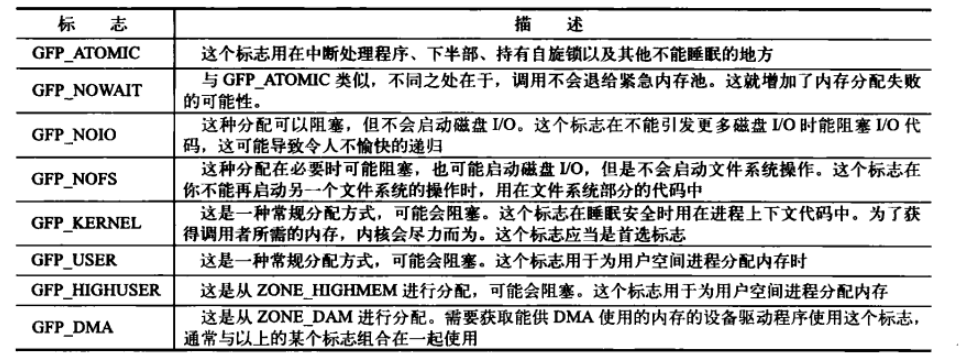 标 志 描 述
GFP_ATOMIC 这个标志用在中断处理程序、下半部、持有自旋锁以及其他不能睡眠的地方
GFP_NOWAIT 与 GFP_ATOMIC 类似，不同之处在于，调用不会退给紧急内存池。这就增加了内存分配失败
的可能性。
GFP_NOIO 这种分配可以阻塞，但不会启动磁盘 I/O。这个标志在不能引发更多磁盘 I/O 时能阻塞 I/O 代
码，这可能导致令人不愉快的递归
GFP_NOFS 这种分配在必要时可能阻塞，也可能启动磁盘 I/O，但是不会启动文件系统操作。这个标志在
你不能再启动另一个文件系统的操作时，用在文件系统部分的代码中
GFP_KERNEL 这是一种常规分配方式，可能会阻塞。这个标志在睡眠安全时用在进程上下文代码中。为了获
得调用者所需的内存，内核会尽力而为。这个标志应当是首选标志
GFP_USER 这是一种常规分配方式，可能会阻塞。这个标志用于为用户空间进程分配内存时
GFP_HIGHUSER 这是从 ZONE_HIGHMEM 进行分配，可能会阻塞。这个标志用于为用户空间进程分配内存
GFP_DMA 这是从 ZONE_DAM 进行分配。需要获取能供 DMA 使用的内存的设备驱动程序使用这个标志，
通常与以上的某个标志组合在一起使用